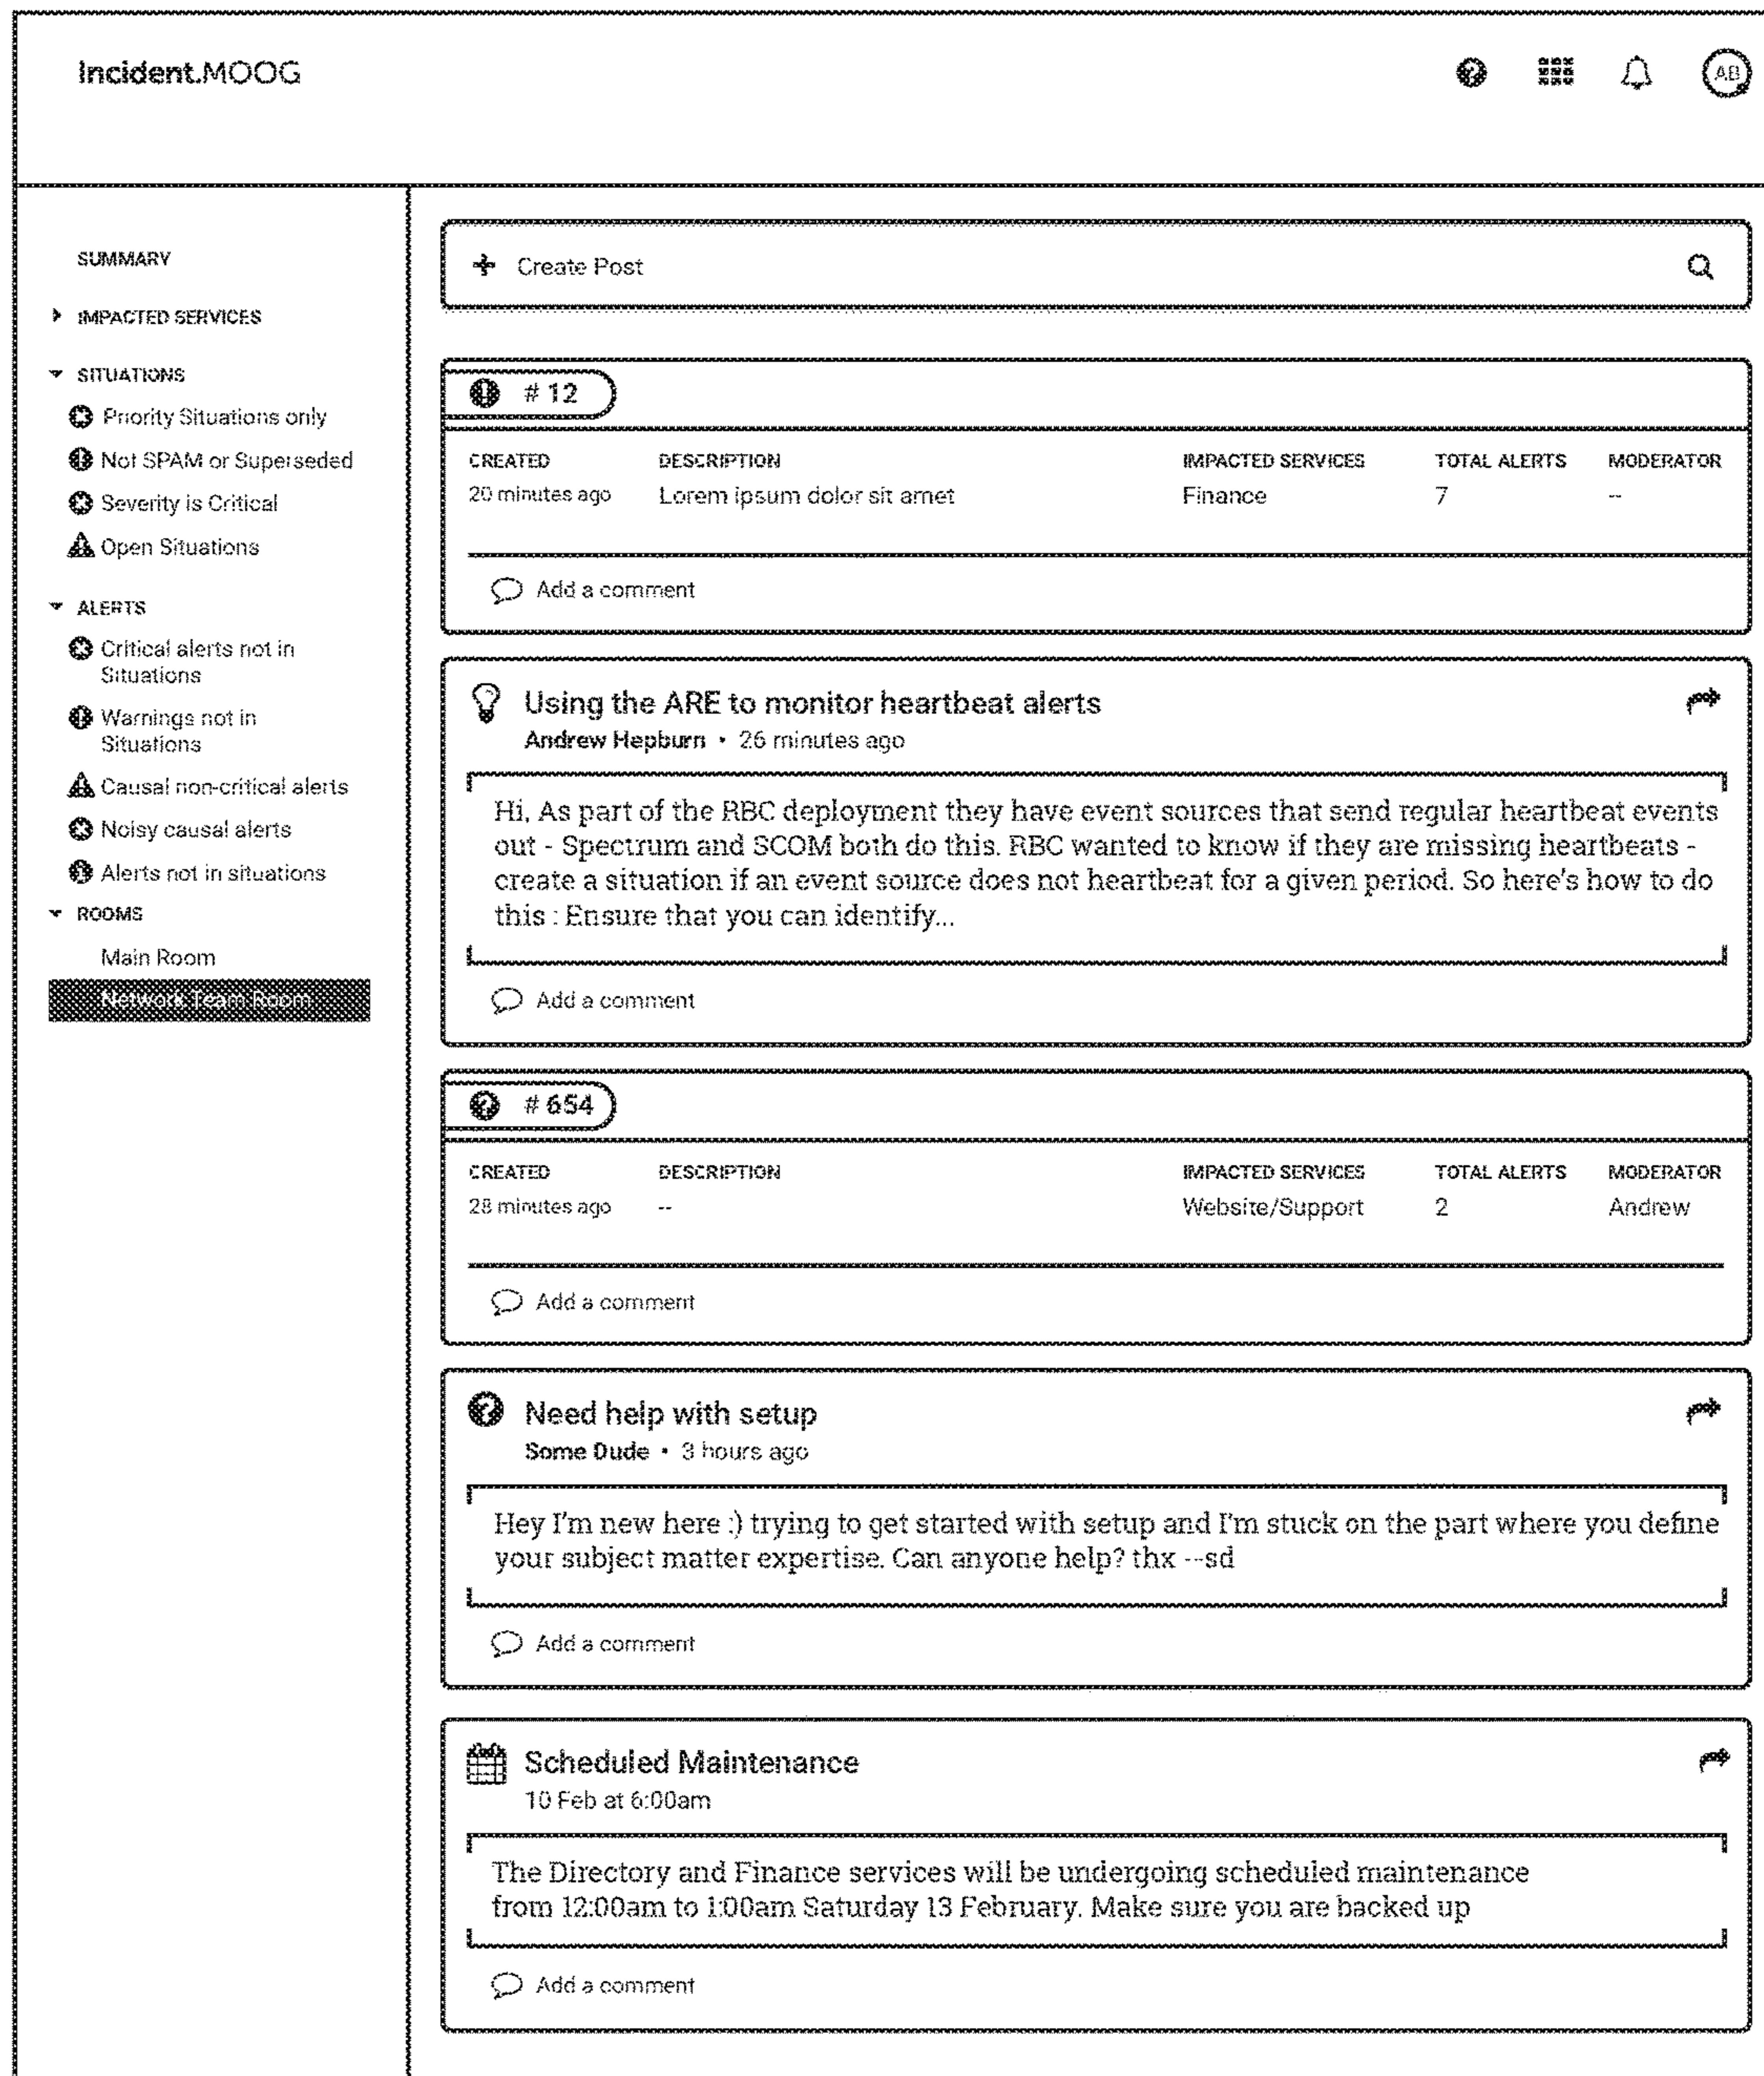 Incident.MOOG
AB
SUMMARY
IMPACTED SERVICES
SITUATIONS
Priority Situations only
Not SPAM or Superseded
Severity is Critical
Open Situations
ALERTS
Critical alerts not in
Situations
Warnings not in
Situations
Causal non-critical alerts
Noisy causal alerts
Alerts not in situations
ROOMS
Main Room
Network Team Room
+ Create Post
# 12
CREATED DESCRIPTION IMPACTED SERVICES TOTAL ALERTS MODERATOR
20 minutes ago Lorem ipsum dolor sit amet Finance 7 --
Add a comment
Using the ARE to monitor heartbeat alerts
Andrew Hepburn • 26 minutes ago
Hi, As part of the RBC deployment they have event sources that send regular heartbeat events
out - Spectrum and SCOM both do this. RBC wanted to know if they are missing heartbeats -
create a situation if an event source does not heartbeat for a given period. So here's how to do
this : Ensure that you can identify...
Add a comment
# 654
CREATED DESCRIPTION IMPACTED SERVICES TOTAL ALERTS MODERATOR
28 minutes ago -- Website/Support 2 Andrew
Add a comment
Need help with setup
Some Dude • 3 hours ago
Hey I'm new here :) trying to get started with setup and I'm stuck on the part where you define
your subject matter expertise. Can anyone help? thx --sd
Add a comment
Scheduled Maintenance
10 Feb at 6:00am
The Directory and Finance services will be undergoing scheduled maintenance
from 12:00am to 1:00am Saturday 13 February. Make sure you are backed up
Add a comment